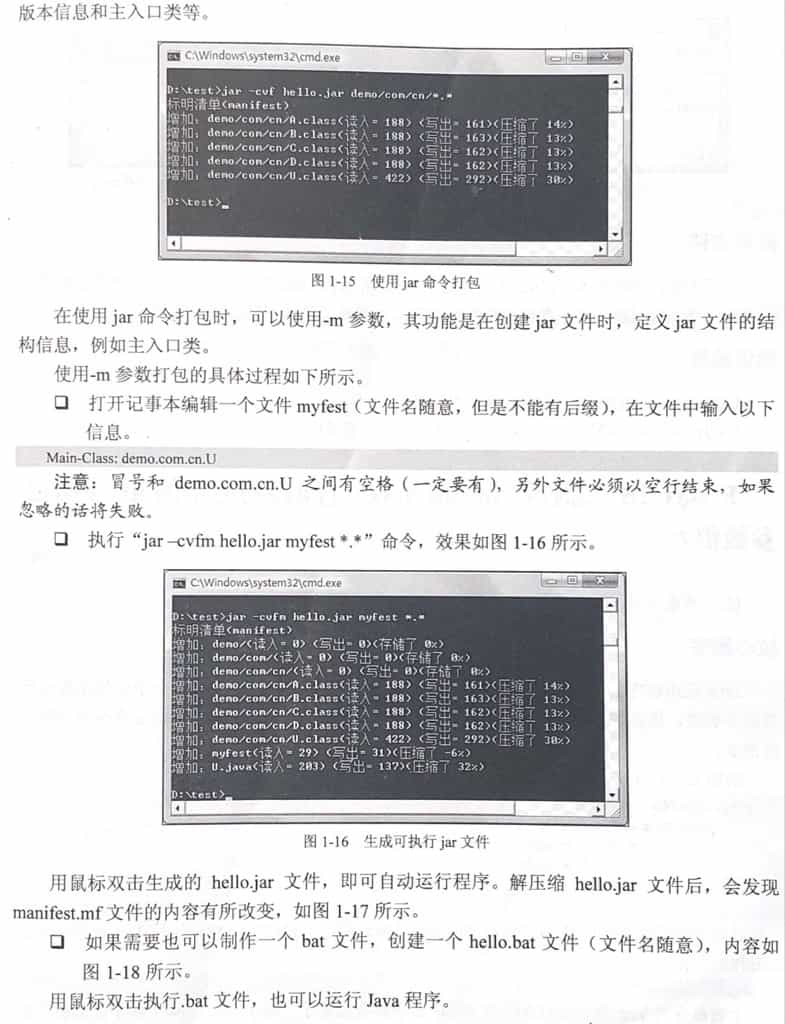 版本信息和主入口类等。
C:\Windows\system32\cmd.exe
D:\test>jar -cvf hello.jar demo/com/cn/*.*
标明清单(manifest)
增加: demo/com/cn/A.class(读入= 188) (写出= 161)(压缩了 14%)
增加: demo/com/cn/B.class(读入= 188) (写出= 163)(压缩了 13%)
增加: demo/com/cn/C.class(读入= 188) (写出= 162)(压缩了 13%)
增加: demo/com/cn/D.class(读入= 188) (写出= 162)(压缩了 13%)
增加: demo/com/cn/U.class(读入= 422) (写出= 292)(压缩了 30%)
D:\test>_
图 1-15 使用 jar 命令打包
在使用 jar 命令打包时，可以使用-m 参数，其功能是在创建 jar 文件时，定义 jar 文件的结
构信息，例如主入口类。
使用-m 参数打包的具体过程如下所示。
❑ 打开记事本编辑一个文件 myfest（文件名随意，但是不能有后缀），在文件中输入以下
信息。
Main-Class: demo.com.cn.U
注意：冒号和 demo.com.cn.U 之间有空格（一定要有），另外文件必须以空行结束，如果
忽略的话将失败。
❑ 执行“jar –cvfm hello.jar myfest *.*”命令，效果如图 1-16 所示。
C:\Windows\system32\cmd.exe
D:\test>jar -cvfm hello.jar myfest *.*
标明清单(manifest)
增加: demo/(读入= 0) (写出= 0)(存储了 0%)
增加: demo/com/(读入= 0) (写出= 0)(存储了 0%)
增加: demo/com/cn/(读入= 0) (写出= 0)(存储了 0%)
增加: demo/com/cn/A.class(读入= 188) (写出= 161)(压缩了 14%)
增加: demo/com/cn/B.class(读入= 188) (写出= 163)(压缩了 13%)
增加: demo/com/cn/C.class(读入= 188) (写出= 162)(压缩了 13%)
增加: demo/com/cn/D.class(读入= 188) (写出= 162)(压缩了 13%)
增加: demo/com/cn/U.class(读入= 422) (写出= 292)(压缩了 30%)
增加: myfest(读入= 29) (写出= 31)(压缩了 -6%)
增加: U.java(读入= 203) (写出= 137)(压缩了 32%)
D:\test>_
图 1-16 生成可执行 jar 文件
用鼠标双击生成的 hello.jar 文件，即可自动运行程序。解压缩 hello.jar 文件后，会发现
manifest.mf 文件的内容有所改变，如图 1-17 所示。
❑ 如果需要也可以制作一个 bat 文件，创建一个 hello.bat 文件（文件名随意），内容如
图 1-18 所示。
用鼠标双击执行.bat 文件，也可以运行 Java 程序。